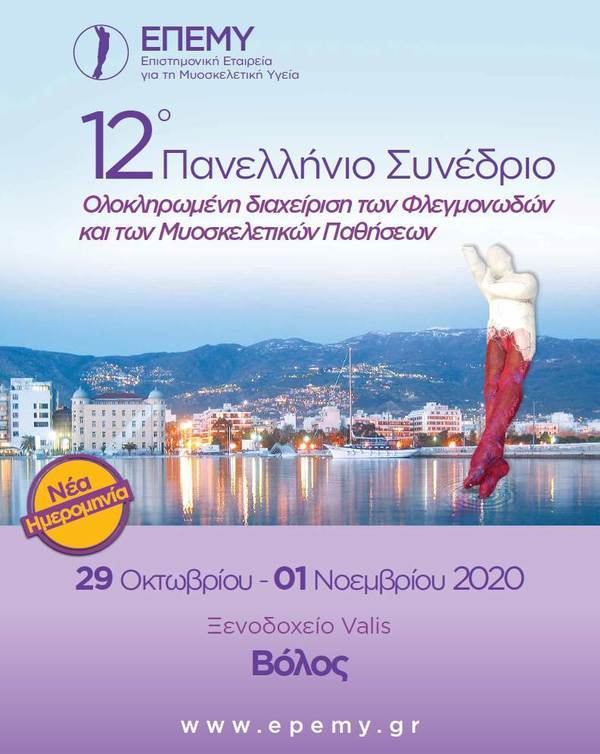 ΕΠΕΜΥ
Επιστημονική Εταιρεία
για τη Μυοσκελετική Υγεία
12ο Πανελλήνιο Συνέδριο
Ολοκληρωμένη διαχείριση των Φλεγμονωδών
και των Μυοσκελετικών Παθήσεων
Νέα
Ημερομηνία
29 Οκτωβρίου - 01 Νοεμβρίου 2020
Ξενοδοχείο Valis
Βόλος
www.epemy.gr